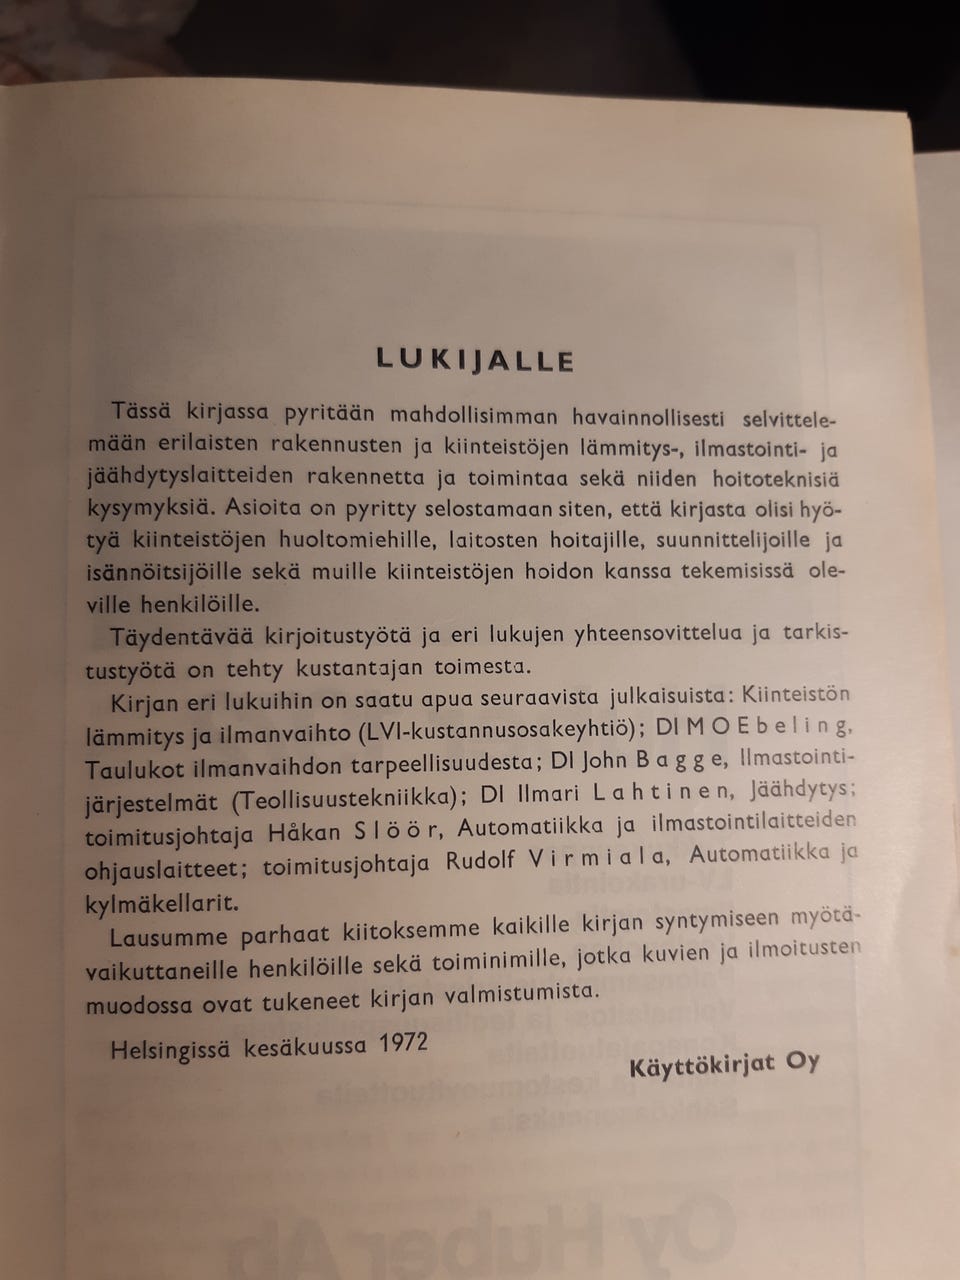 LUKIJALLE
Tässä kirjassa pyritään mahdollisimman havainnollisesti selvittele-
mään erilaisten rakennusten ja kiinteistöjen lämmitys-, ilmastointi- ja
jäähdytyslaitteiden rakennetta ja toimintaa sekä niiden hoitoteknisiä
kysymyksiä. Asioita on pyritty selostamaan siten, että kirjasta olisi hyö-
tyä kiinteistöjen huoltomiehille, laitosten hoitajille, suunnittelijoille ja
isännöitsijöille sekä muille kiinteistöjen hoidon kanssa tekemisissä ole-
ville henkilöille.
Täydentävää kirjoitustyötä ja eri lukujen yhteensovittelua ja tarkis-
tustyötä on tehty kustantajan toimesta.
Kirjan eri lukuihin on saatu apua seuraavista julkaisuista: Kiinteistön
lämmitys ja ilmanvaihto (LVI-kustannusosakeyhtiö); DI M O E b e l i n g,
Taulukot ilmanvaihdon tarpeellisuudesta; DI John B a g g e, Ilmastointi-
järjestelmät (Teollisuustekniikka); DI Ilmari L a h t i n e n, Jäähdytys;
toimitusjohtaja Håkan S l ö ö r, Automatiikka ja ilmastointilaitteiden
ohjauslaitteet; toimitusjohtaja Rudolf V i r m i a l a, Automatiikka ja
kylmäkellarit.
Lausumme parhaat kiitoksemme kaikille kirjan syntymiseen myötä-
vaikuttaneille henkilöille sekä toiminimille, jotka kuvien ja ilmoitusten
muodossa ovat tukeneet kirjan valmistumista.
Helsingissä kesäkuussa 1972
Käyttökirjat Oy
Oy Huber Ab